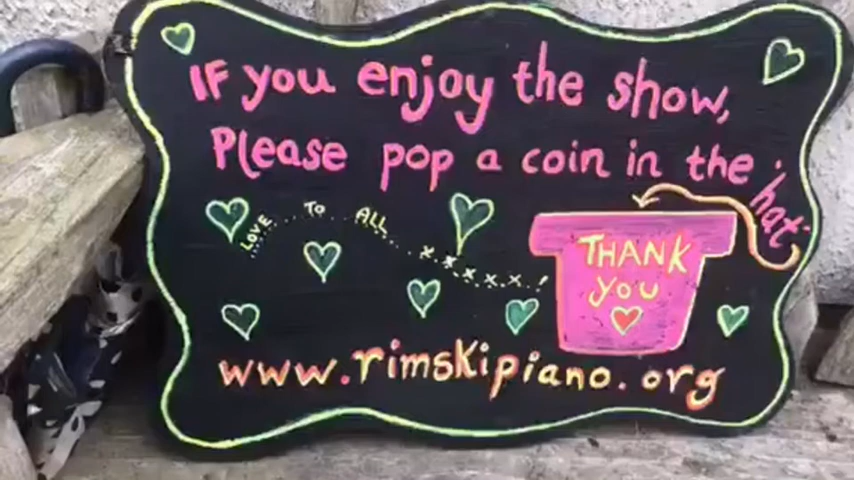 If you enjoy the show,
Please pop a coin in the 'hat'
LOVE TO ALL x x x x x !
THANK
you
www.rimskipiano.org